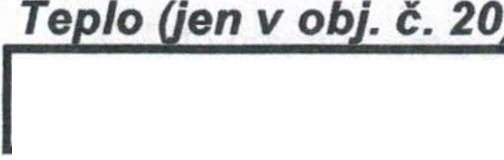 Teplo (jen v obj. č. 20)